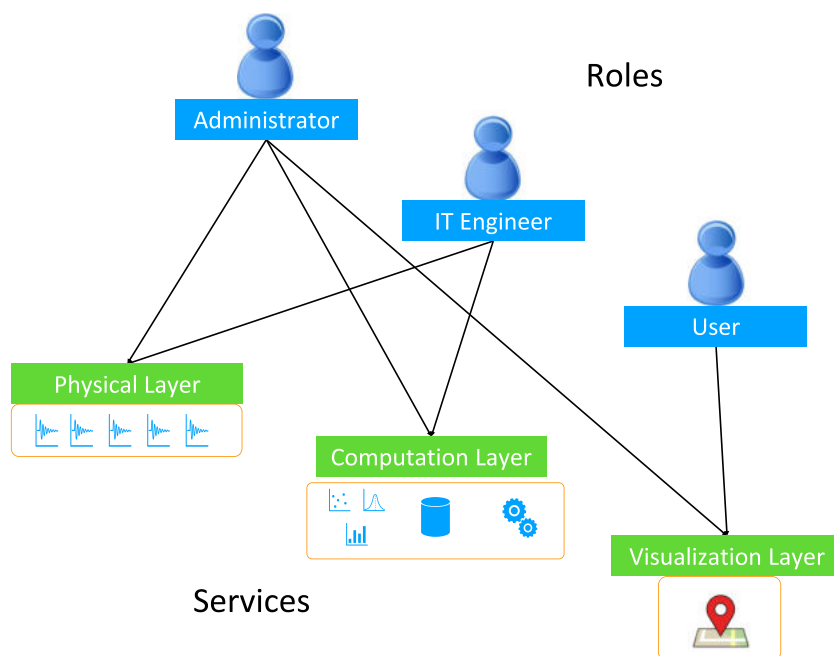 Roles
Administrator
IT Engineer
User
Physical Layer
Computation Layer
Visualization Layer
Services